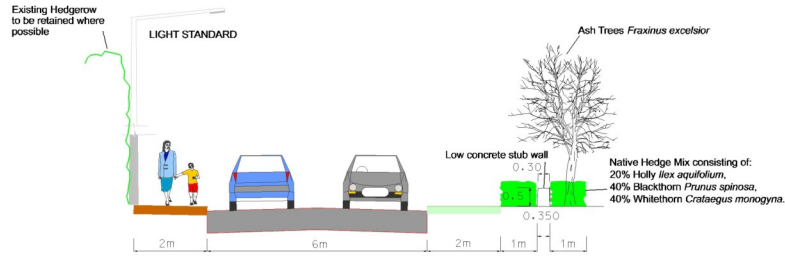 Existing Hedgerow
to be retained where
possible
LIGHT STANDARD
Ash Trees Fraxinus excelsior
Low concrete stub wall
0.30
Native Hedge Mix consisting of:
20% Holly Ilex aquifolium,
40% Blackthorn Prunus spinosa,
40% Whitethorn Crataegus monogyna.
0.5
0.350
2m
6m
2m
1m
1m